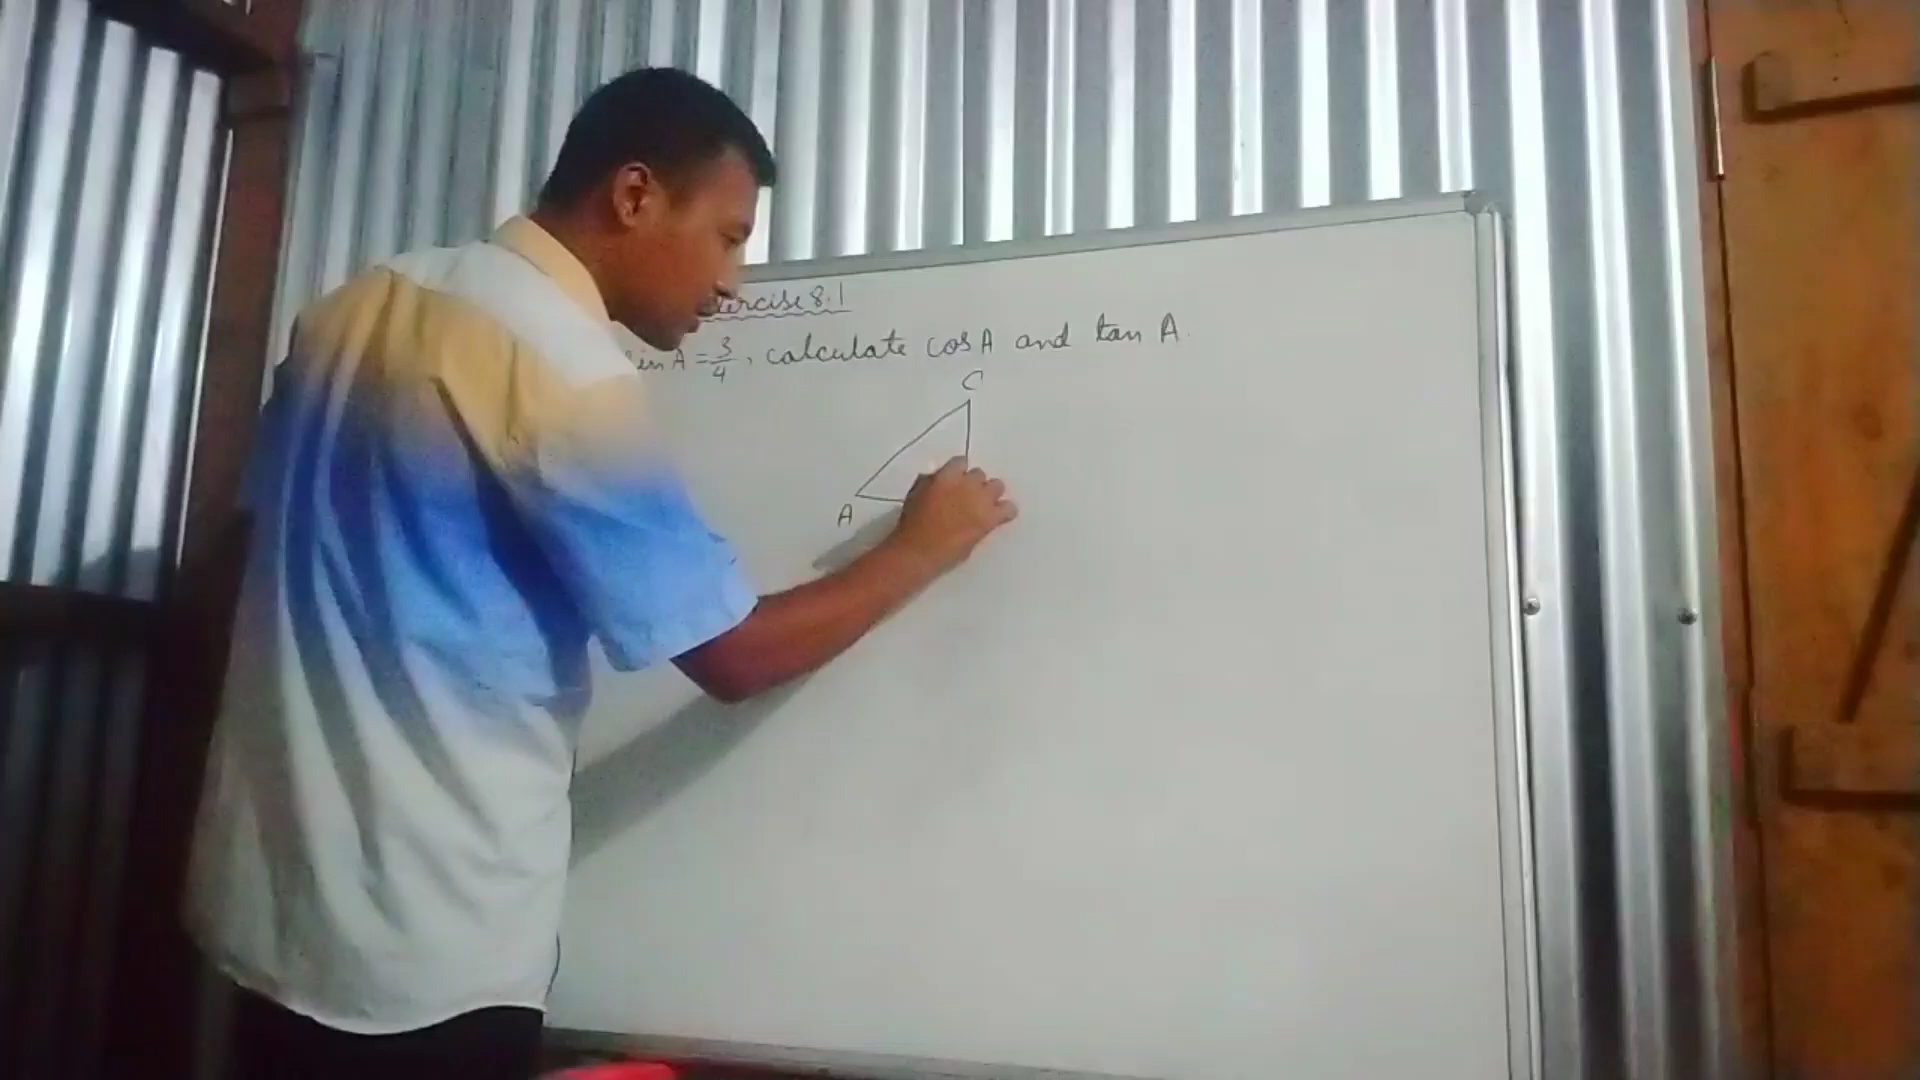 ercise 8.1
in A = 3/4, calculate cos A and tan A.
C
A